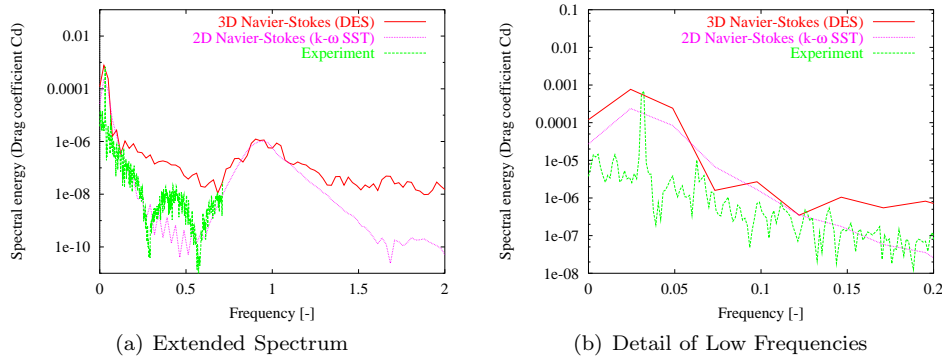 3D Navier-Stokes (DES)
2D Navier-Stokes (k-ω SST)
Experiment
Spectral energy (Drag coefficient Cd)
0.01
0.0001
1e-06
1e-08
1e-10
0 0.5 1 1.5 2
Frequency [-]
(a) Extended Spectrum
3D Navier-Stokes (DES)
2D Navier-Stokes (k-ω SST)
Experiment
Spectral energy (Drag coefficient Cd)
0.1
0.01
0.001
0.0001
1e-05
1e-06
1e-07
1e-08
0 0.05 0.1 0.15 0.2
Frequency [-]
(b) Detail of Low Frequencies